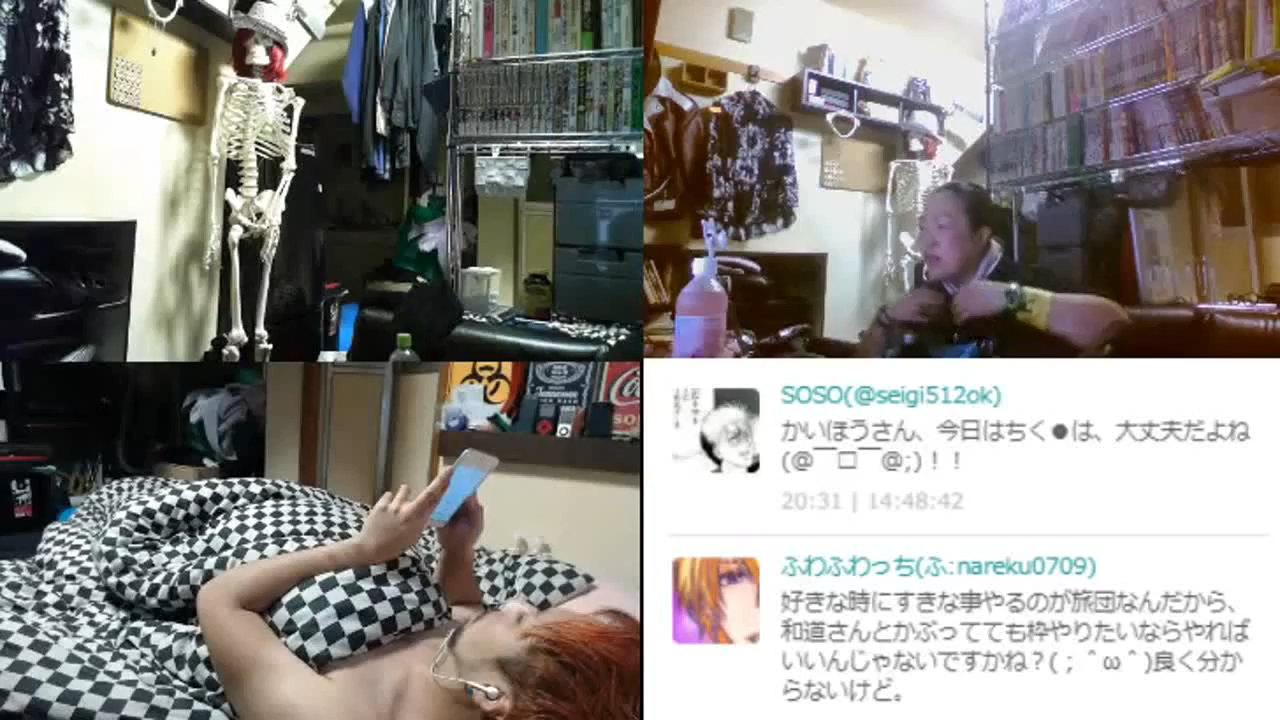 Jennessee
Coca
SOSO(@seigi512ok)
かいほうさん、今日はちく●は、大丈夫だよね
(@￣□￣@;)！！
20:31 | 14:48:42
ふわふわっち(ふ:nareku0709)
好きな時にすきな事やるのが旅団なんだから、
和道さんとかぶってても枠やりたいならやれば
いいんじゃないですかね？(；＾ω＾)良く分か
らないけど。